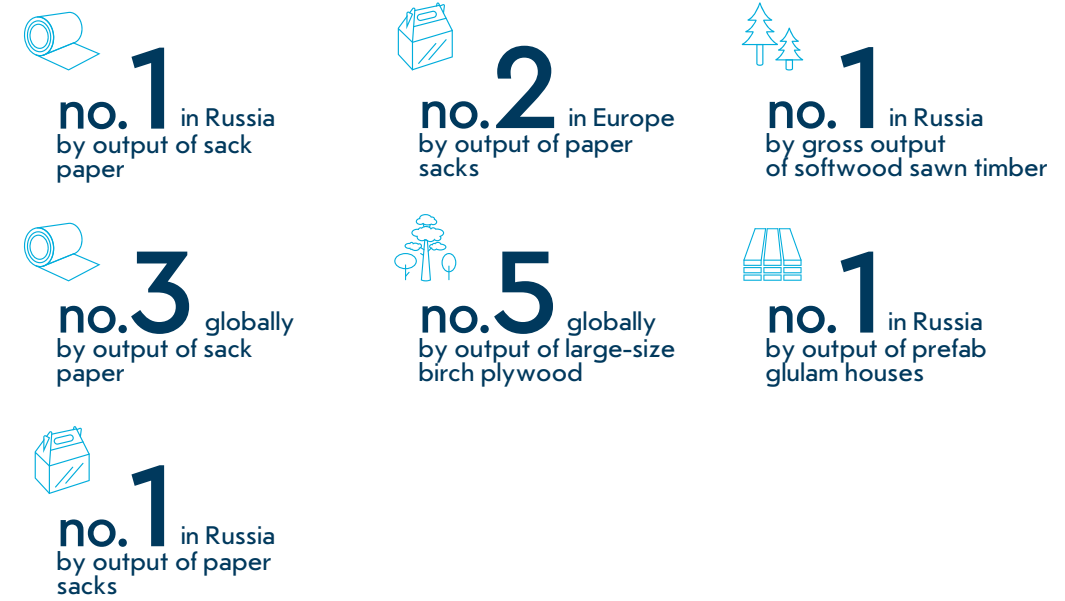 no. 1 in Russia
by output of sack
paper
no. 2 in Europe
by output of paper
sacks
no. 1 in Russia
by gross output
of softwood sawn timber
no. 3 globally
by output of sack
paper
no. 5 globally
by output of large-size
birch plywood
no. 1 in Russia
by output of prefab
glulam houses
no. 1 in Russia
by output of paper
sacks